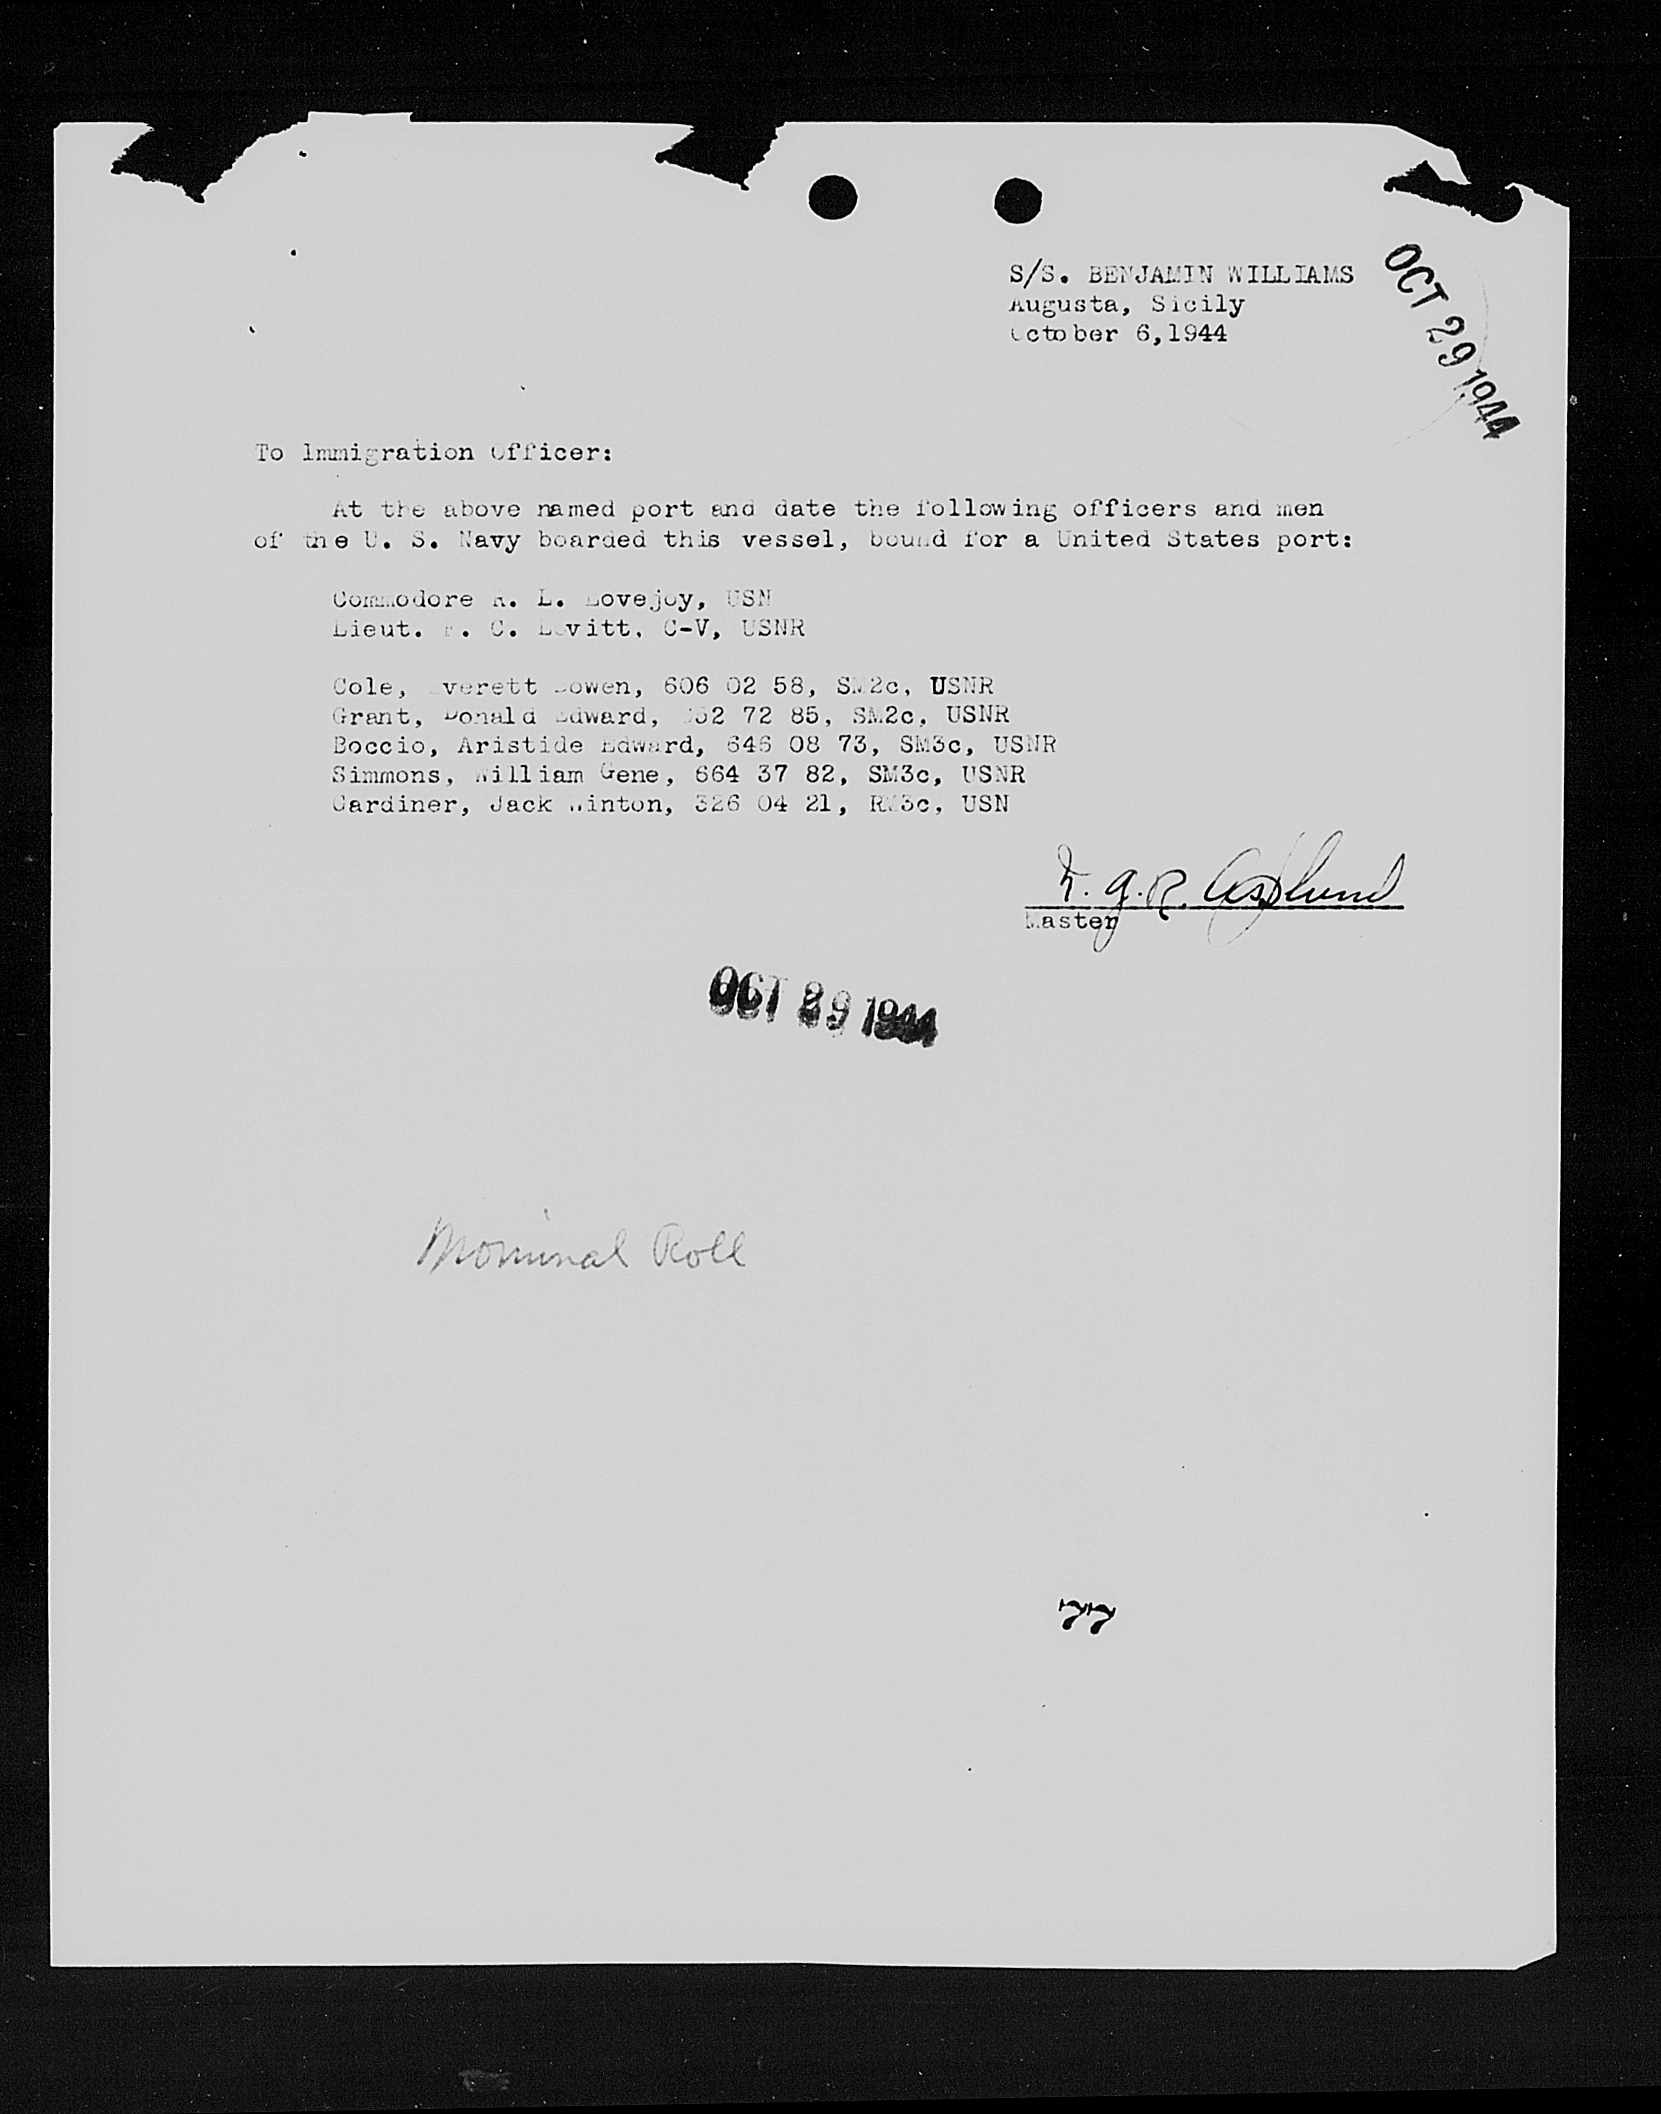 S/S. BENJAMIN WILLIAMS
Augusta, Sicily
October 6,1944
OCT 29 1944
To Immigration Officer:
At the above named port and date the following officers and men
of the U. S. Navy boarded this vessel, bound for a United States port:
Commodore L. Lovejoy, USN
Lieut. C. C-V, USNR
Cole, Everett Bowen, 606 02 58, SM2c, USNR
Grant, Donald Edward, 72 85, SM2c, USNR
Boccio, Aristide Edward, 646 08 73, SM3c, USNR
Simmons, William Gene, 664 37 82, SM3c, USNR
Gardiner, Jack 326 04 21, RM3c, USN
Master
OCT 29 1944
Nominal Roll
77